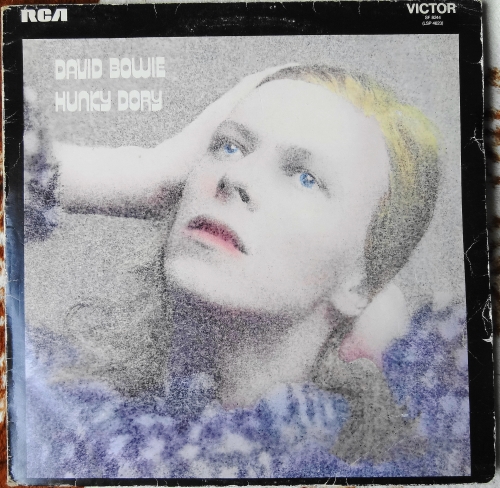 RCA
VICTOR
SF 8244
(LSP 4623)
DAVID BOWIE
HUNKY DORY